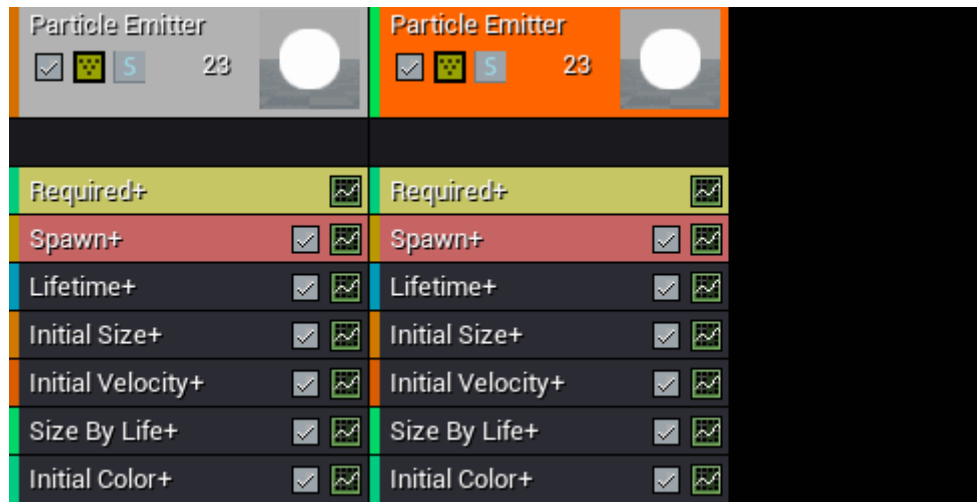 Particle Emitter Particle Emitter
S 23 S 23
Required+ Required+
Spawn+ Spawn+
Lifetime+ Lifetime+
Initial Size+ Initial Size+
Initial Velocity+ Initial Velocity+
Size By Life+ Size By Life+
Initial Color+ Initial Color+